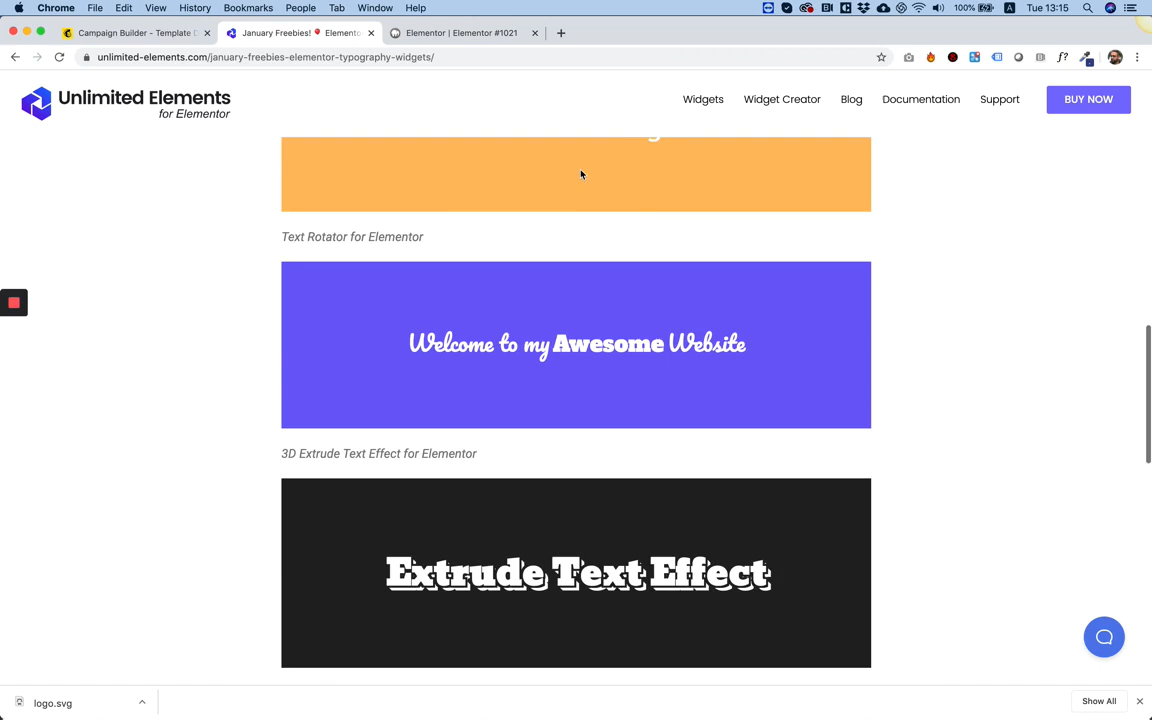 Chrome File Edit View History Bookmarks People Tab Window Help 100% Tue 13:15
Campaign Builder - Template
January Freebies! Elemento
Elementor | Elementor #1021
unlimited-elements.com/january-freebies-elementor-typography-widgets/
Unlimited Elements
for Elementor
Widgets Widget Creator Blog Documentation Support BUY NOW
Text Rotator for Elementor
Welcome to my Awesome Website
3D Extrude Text Effect for Elementor
Extrude Text Effect
logo.svg
Show All